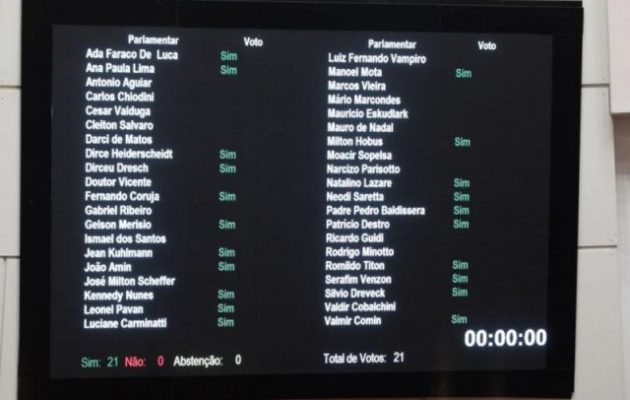 Parlamentar Voto
Ada Faraco De Luca Sim
Ana Paula Lima Sim
Antonio Aguiar
Carlos Chiodini
Cesar Valduga
Cleiton Salvaro
Darci de Matos
Dirce Heiderscheidt Sim
Dirceu Dresch Sim
Doutor Vicente
Fernando Coruja Sim
Gabriel Ribeiro
Gelson Merisio Sim
Ismael dos Santos
Jean Kuhlmann Sim
João Amin Sim
José Milton Scheffer
Kennedy Nunes Sim
Leonel Pavan Sim
Luciane Carminatti Sim
Parlamentar Voto
Luiz Fernando Vampiro
Manoel Mota Sim
Marcos Vieira
Mário Marcondes
Mauricio Eskudlark
Mauro de Nadal
Milton Hobus Sim
Moacir Sopelsa
Narcizo Parisotto
Natalino Lazare Sim
Neodi Saretta Sim
Padre Pedro Baldissera Sim
Patrício Destro Sim
Ricardo Guidi
Rodrigo Minotto
Romildo Titon Sim
Serafim Venzon Sim
Silvio Dreveck Sim
Valdir Cobalchini
Valmir Comin Sim
00:00:00
Sim: 21 Não: 0 Abstenção: 0 Total de Votos: 21